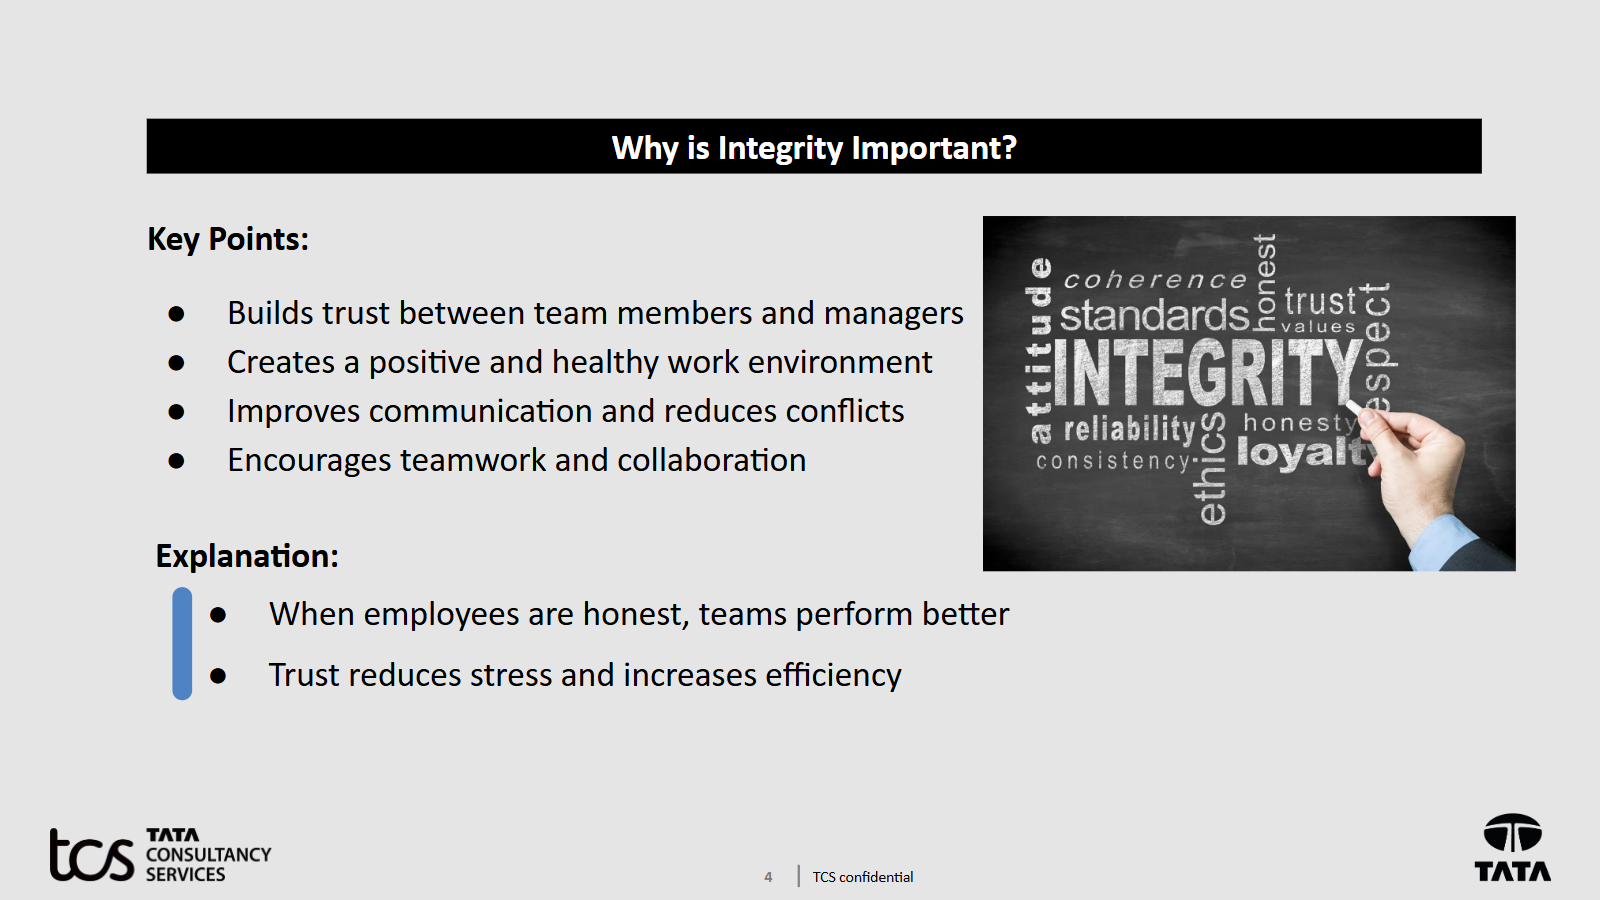 Why is Integrity Important?
Key Points:
● Builds trust between team members and managers
● Creates a positive and healthy work environment
● Improves communication and reduces conflicts
● Encourages teamwork and collaboration
attitude
coherence
honest
standards
trust
values
respect
INTEGRITY
reliability
ethics
honesty
consistency
loyalty
Explanation:
● When employees are honest, teams perform better
● Trust reduces stress and increases efficiency
tcs TATA
CONSULTANCY
SERVICES
4 | TCS confidential
TATA